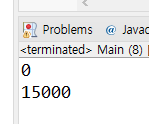 Problems @ Javac
<terminated> Main (8) [
0
15000